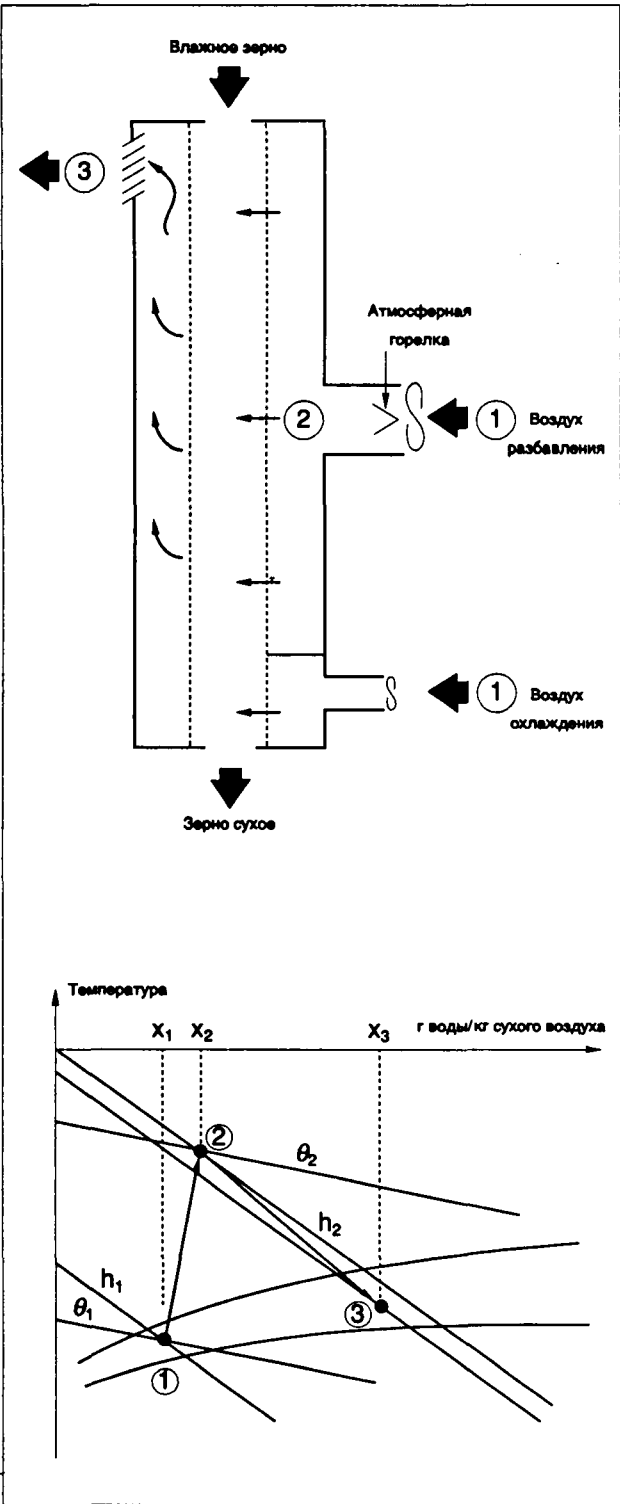 Влажное зерно
3
Атмосферная
горелка
2
1
Воздух
разбавления
1
Воздух
охлаждения
Зерно сухое
Температура
X₁ X₂ X₃ г воды/кг сухого воздуха
2
θ₂
h₁
h₂
θ₁
3
1